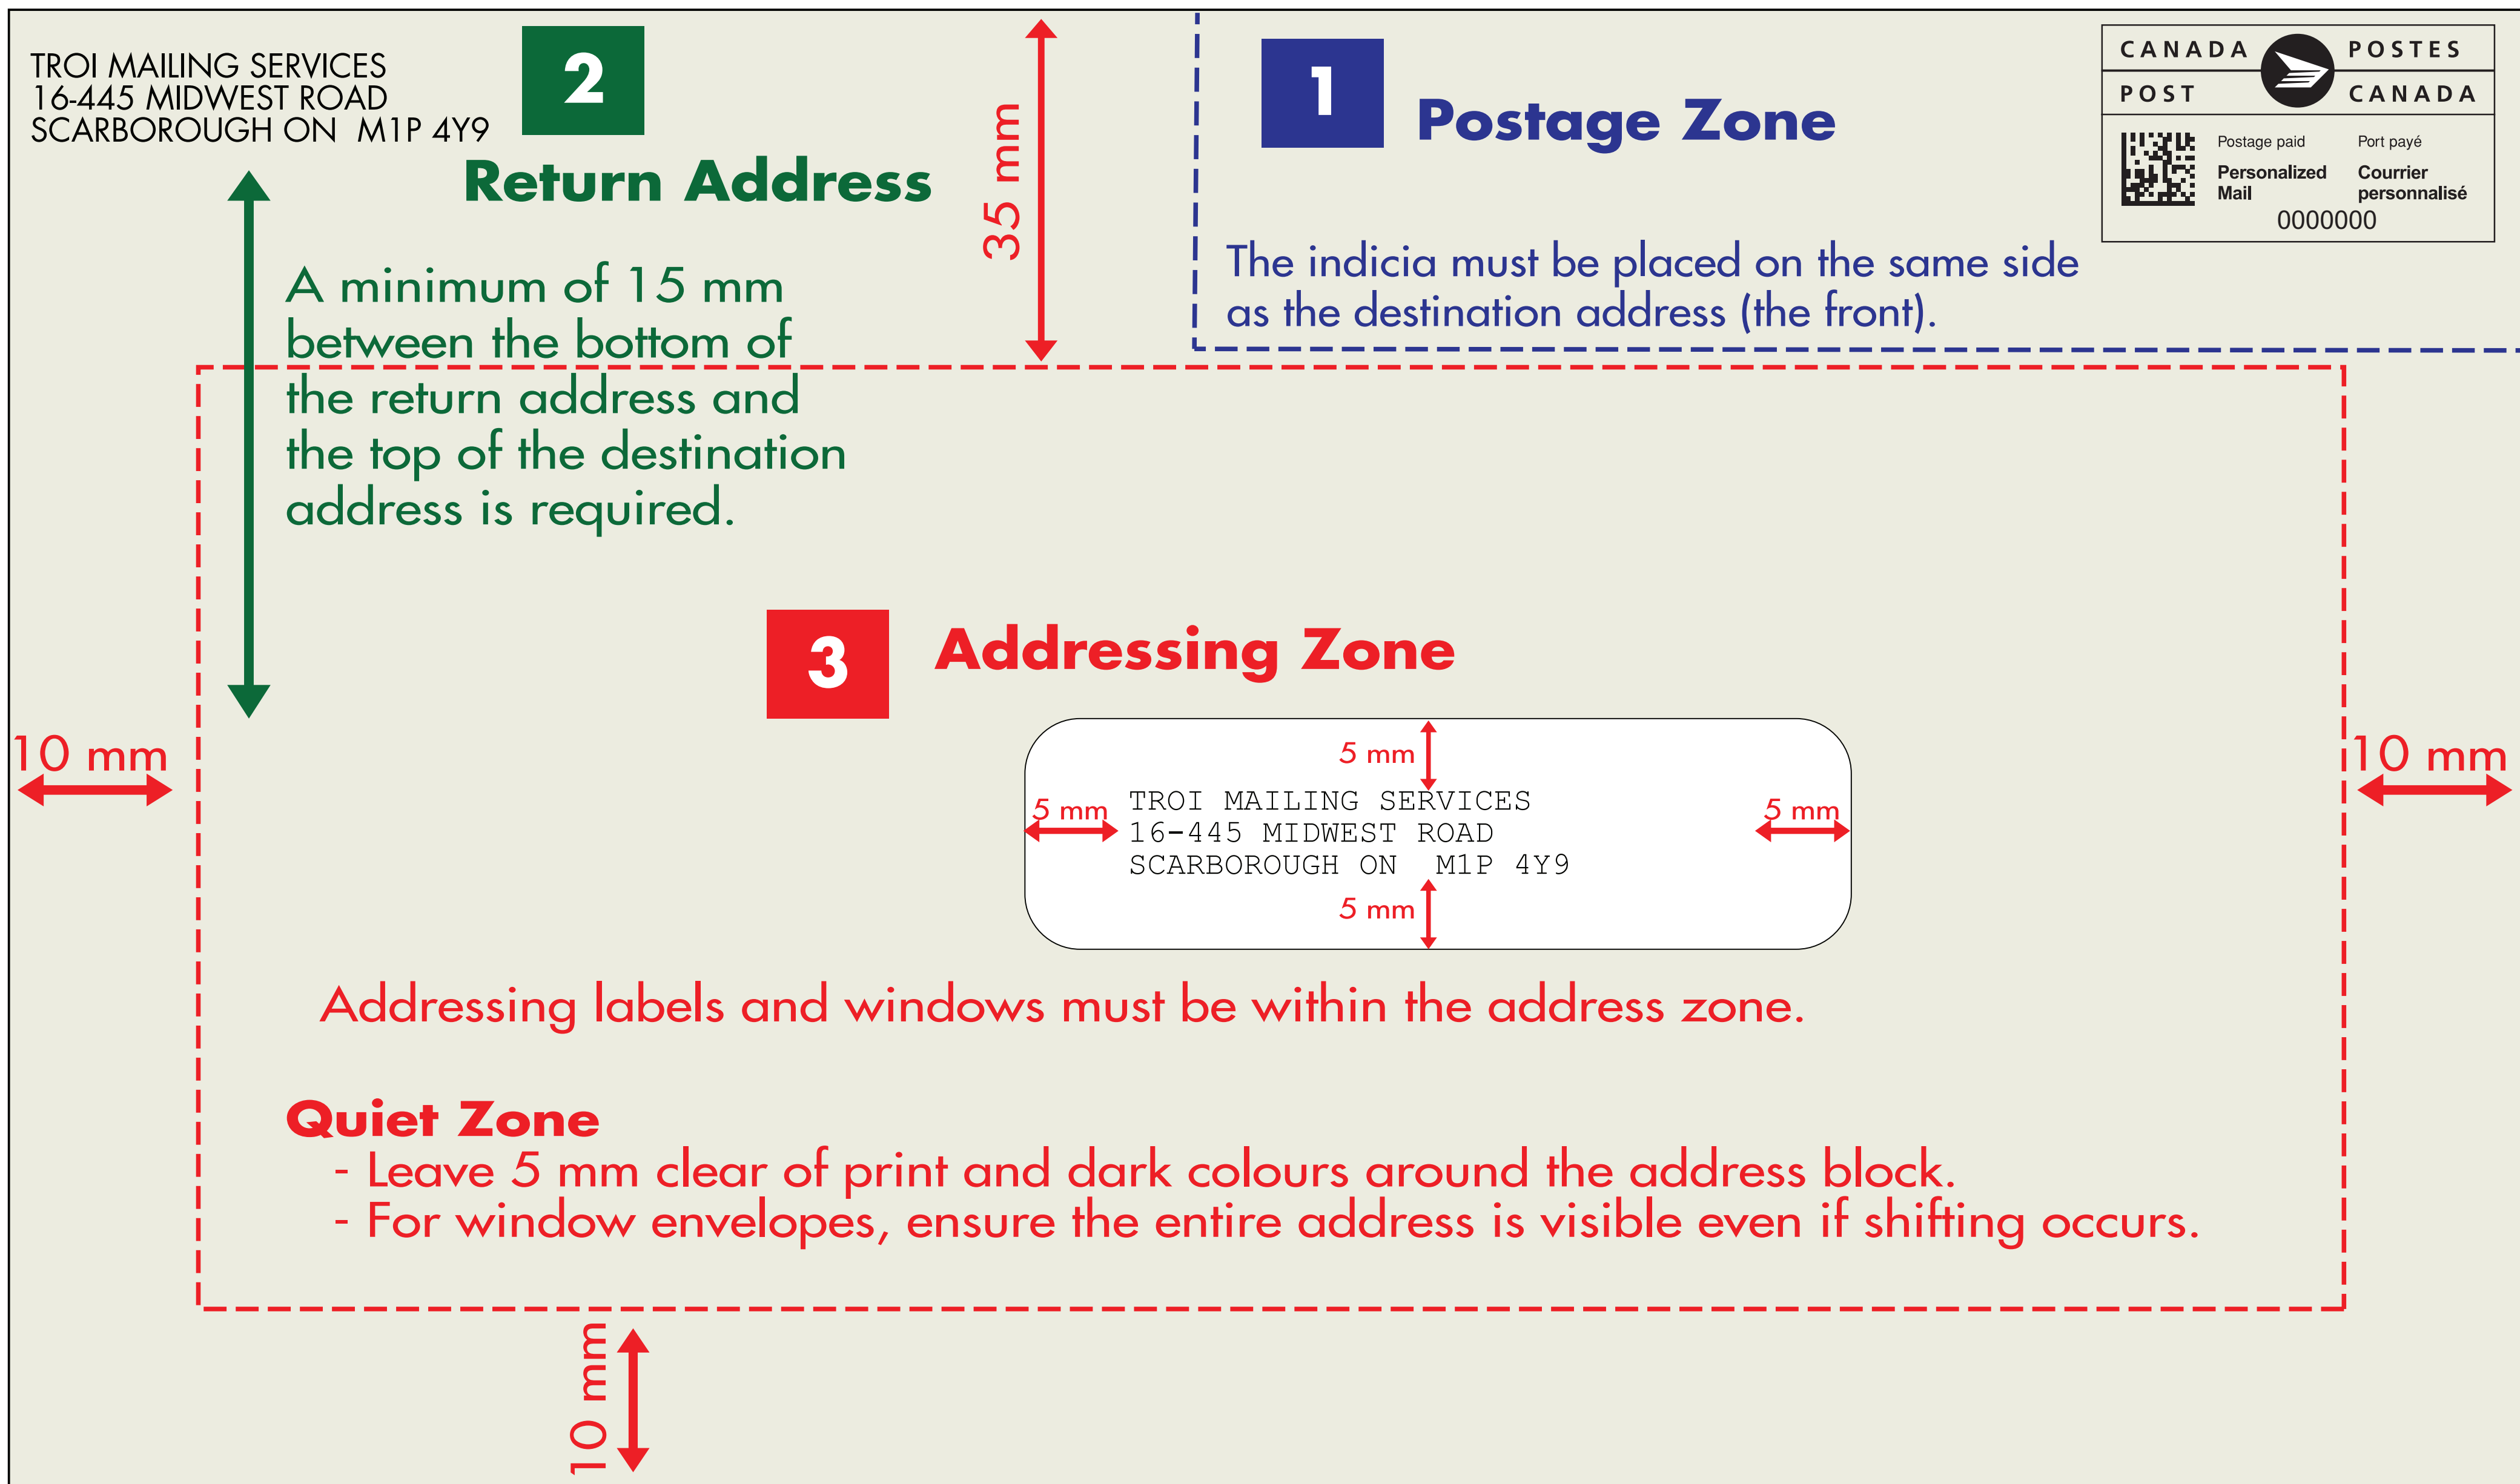 TROI MAILING SERVICES
16-445 MIDWEST ROAD
SCARBOROUGH ON  M1P 4Y9
2
Return Address
A minimum of 15 mm
between the bottom of
the return address and
the top of the destination
address is required.
35 mm
1
Postage Zone
The indicia must be placed on the same side
as the destination address (the front).
CANADA POSTES
POST CANADA
Postage paid Port payé
Personalized Courrier
Mail personnalisé
0000000
3
Addressing Zone
10 mm
10 mm
5 mm
5 mm
5 mm
TROI MAILING SERVICES
16-445 MIDWEST ROAD
SCARBOROUGH ON  M1P 4Y9
5 mm
Addressing labels and windows must be within the address zone.
Quiet Zone
- Leave 5 mm clear of print and dark colours around the address block.
- For window envelopes, ensure the entire address is visible even if shifting occurs.
10 mm